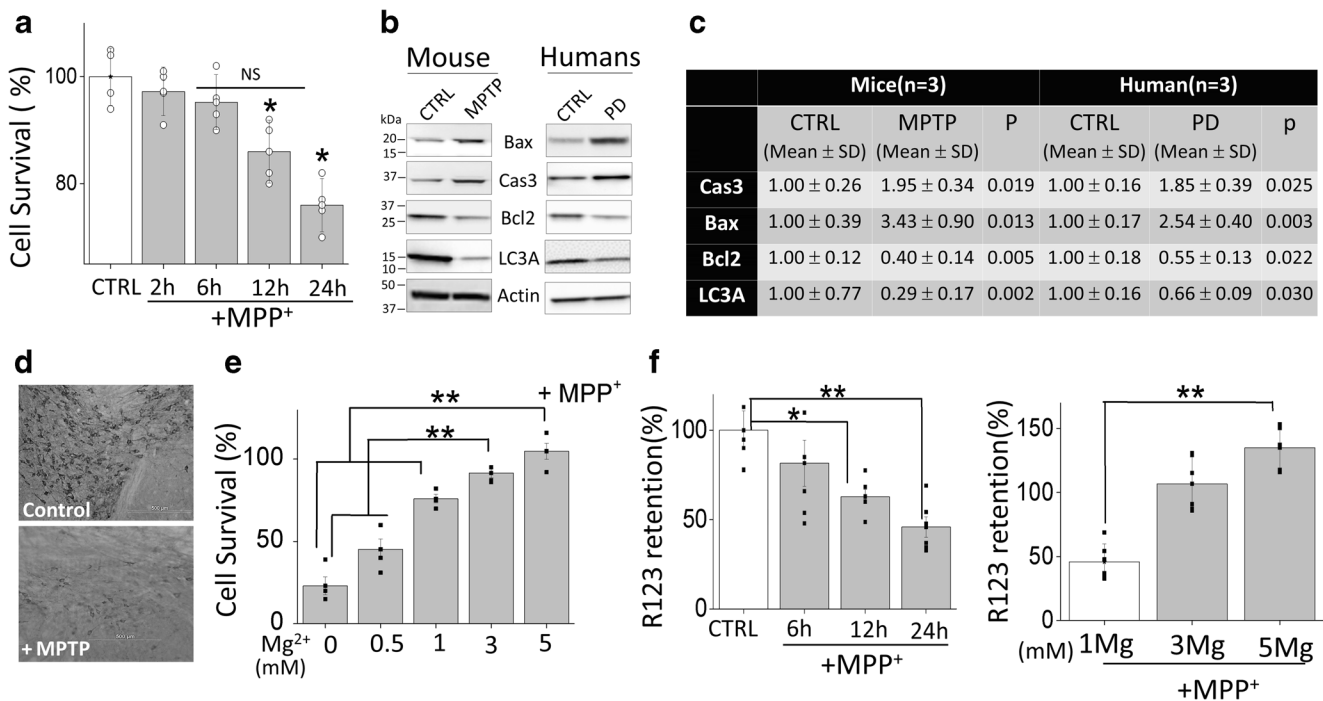 a
Cell Survival ( %)
100
80
NS
*
*
CTRL 2h 6h 12h 24h
+MPP⁺
b
Mouse Humans
CTRL MPTP CTRL PD
kDa
20
15
Bax
37
Cas3
37
25
Bcl2
15
10
LC3A
50
37
Actin
c
Mice(n=3) Human(n=3)
CTRL MPTP P CTRL PD p
(Mean ± SD) (Mean ± SD) (Mean ± SD) (Mean ± SD)
Cas3 1.00 ± 0.26 1.95 ± 0.34 0.019 1.00 ± 0.16 1.85 ± 0.39 0.025
Bax 1.00 ± 0.39 3.43 ± 0.90 0.013 1.00 ± 0.17 2.54 ± 0.40 0.003
Bcl2 1.00 ± 0.12 0.40 ± 0.14 0.005 1.00 ± 0.18 0.55 ± 0.13 0.022
LC3A 1.00 ± 0.77 0.29 ± 0.17 0.002 1.00 ± 0.16 0.66 ± 0.09 0.030
d
Control
500 µm
+ MPTP
500 µm
e
+ MPP⁺
Cell Survival (%)
**
**
100
50
0
Mg²⁺ 0 0.5 1 3 5
(mM)
f
R123 retention(%)
**
*
100
50
0
CTRL 6h 12h 24h
+MPP⁺
R123 retention(%)
**
150
100
50
0
(mM) 1Mg 3Mg 5Mg
+MPP⁺